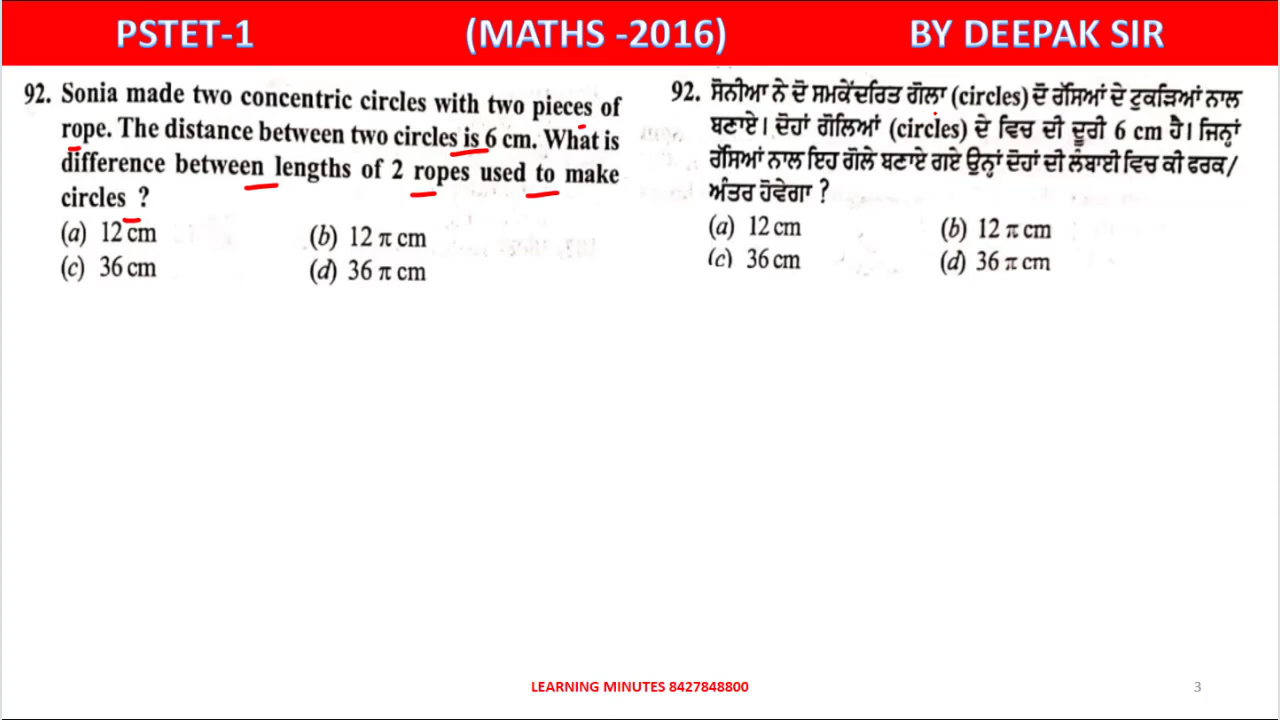 PSTET-1 (MATHS -2016) BY DEEPAK SIR
92. Sonia made two concentric circles with two pieces of
rope. The distance between two circles is 6 cm. What is
difference between lengths of 2 ropes used to make
circles ?
(a) 12 cm (b) 12 π cm
(c) 36 cm (d) 36 π cm
92. ਸੋਨੀਆ ਨੇ ਦੋ ਸਮਕੇਂਦਰਿਤ ਗੋਲਾ (circles) ਦੋ ਰੱਸਿਆਂ ਦੇ ਟੁਕੜਿਆਂ ਨਾਲ
ਬਣਾਏ। ਦੋਹਾਂ ਗੋਲਿਆਂ (circles) ਦੇ ਵਿਚ ਦੀ ਦੂਰੀ 6 cm ਹੈ। ਜਿਨ੍ਹਾਂ
ਰੱਸਿਆਂ ਨਾਲ ਇਹ ਗੋਲੇ ਬਣਾਏ ਗਏ ਉਨ੍ਹਾਂ ਦੋਹਾਂ ਦੀ ਲੰਬਾਈ ਵਿਚ ਕੀ ਫਰਕ/
ਅੰਤਰ ਹੋਵੇਗਾ ?
(a) 12 cm (b) 12 π cm
(c) 36 cm (d) 36 π cm
LEARNING MINUTES 8427848800 3